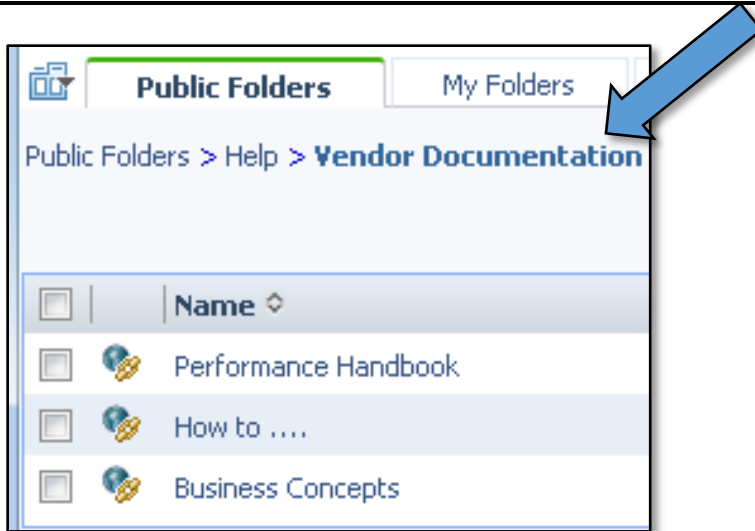 Public Folders My Folders
Public Folders > Help > Vendor Documentation
Name
Performance Handbook
How to ....
Business Concepts